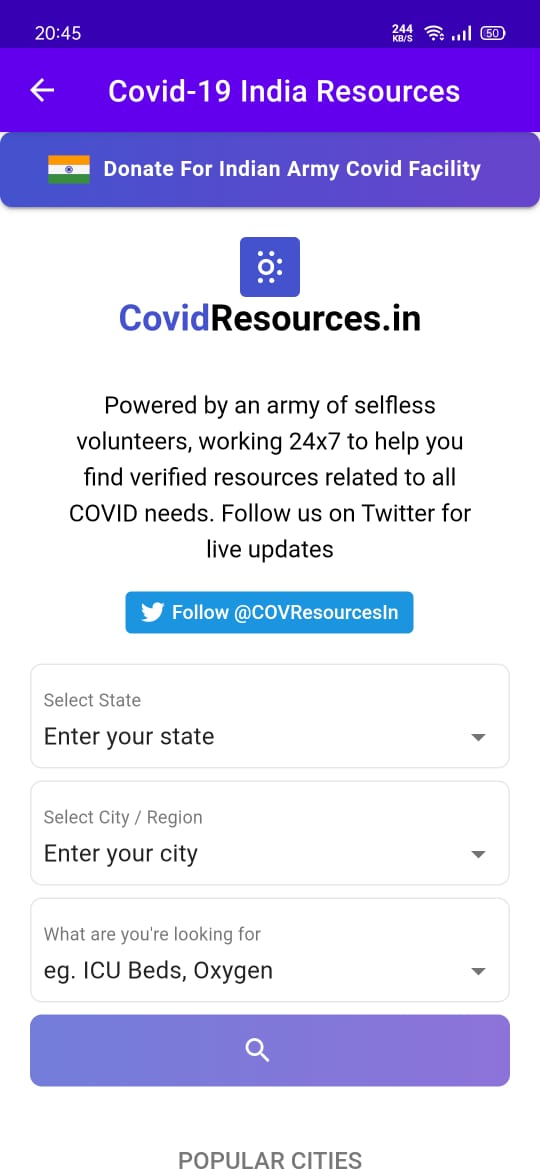 20:45
244
KB/S
50
Covid-19 India Resources
Donate For Indian Army Covid Facility
CovidResources.in
Powered by an army of selfless
volunteers, working 24x7 to help you
find verified resources related to all
COVID needs. Follow us on Twitter for
live updates
Follow @COVResourcesIn
Select State
Enter your state
Select City / Region
Enter your city
What are you're looking for
eg. ICU Beds, Oxygen
POPULAR CITIES